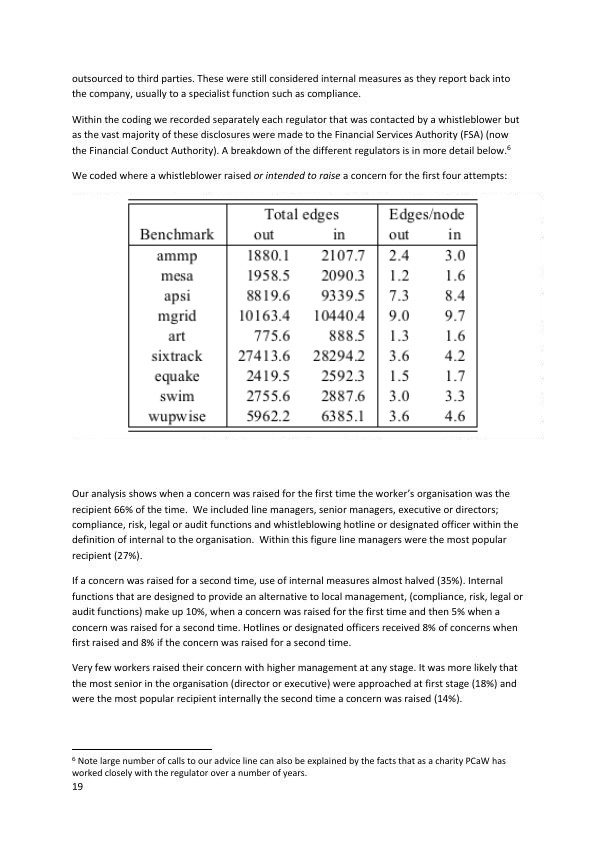 outsourced to third parties. These were still considered internal measures as they report back into
the company, usually to a specialist function such as compliance.
Within the coding we recorded separately each regulator that was contacted by a whistleblower but
as the vast majority of these disclosures were made to the Financial Services Authority (FSA) (now
the Financial Conduct Authority). A breakdown of the different regulators is in more detail below.⁶
We coded where a whistleblower raised or intended to raise a concern for the first four attempts:
Total edges Edges/node
Benchmark out in out in
ammp 1880.1 2107.7 2.4 3.0
mesa 1958.5 2090.3 1.2 1.6
apsi 8819.6 9339.5 7.3 8.4
mgrid 10163.4 10440.4 9.0 9.7
art 775.6 888.5 1.3 1.6
sixtrack 27413.6 28294.2 3.6 4.2
equake 2419.5 2592.3 1.5 1.7
swim 2755.6 2887.6 3.0 3.3
wupwise 5962.2 6385.1 3.6 4.6
Our analysis shows when a concern was raised for the first time the worker's organisation was the
recipient 66% of the time. We included line managers, senior managers, executive or directors;
compliance, risk, legal or audit functions and whistleblowing hotline or designated officer within the
definition of internal to the organisation. Within this figure line managers were the most popular
recipient (27%).
If a concern was raised for a second time, use of internal measures almost halved (35%). Internal
functions that are designed to provide an alternative to local management, (compliance, risk, legal or
audit functions) make up 10%, when a concern was raised for the first time and then 5% when a
concern was raised for a second time. Hotlines or designated officers received 8% of concerns when
first raised and 8% if the concern was raised for a second time.
Very few workers raised their concern with higher management at any stage. It was more likely that
the most senior in the organisation (director or executive) were approached at first stage (18%) and
were the most popular recipient internally the second time a concern was raised (14%).
⁶ Note large number of calls to our advice line can also be explained by the facts that as a charity PCaW has
worked closely with the regulator over a number of years.
19